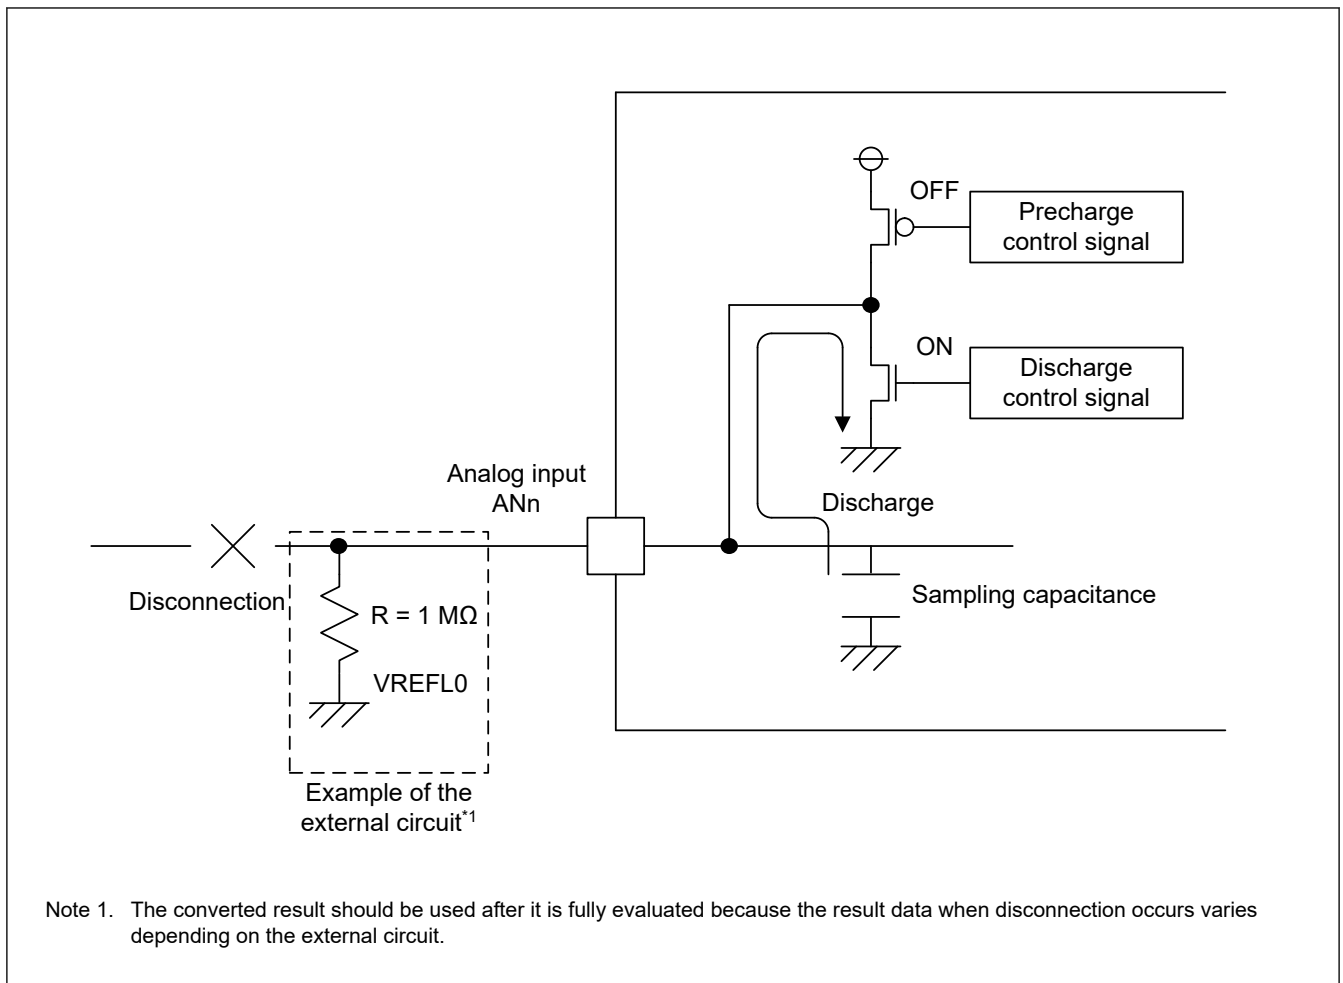 OFF
Precharge
control signal
ON
Discharge
control signal
Analog input
ANn
Discharge
Disconnection
Sampling capacitance
R = 1 MΩ
VREFL0
Example of the
external circuit*1
Note 1. The converted result should be used after it is fully evaluated because the result data when disconnection occurs varies
depending on the external circuit.